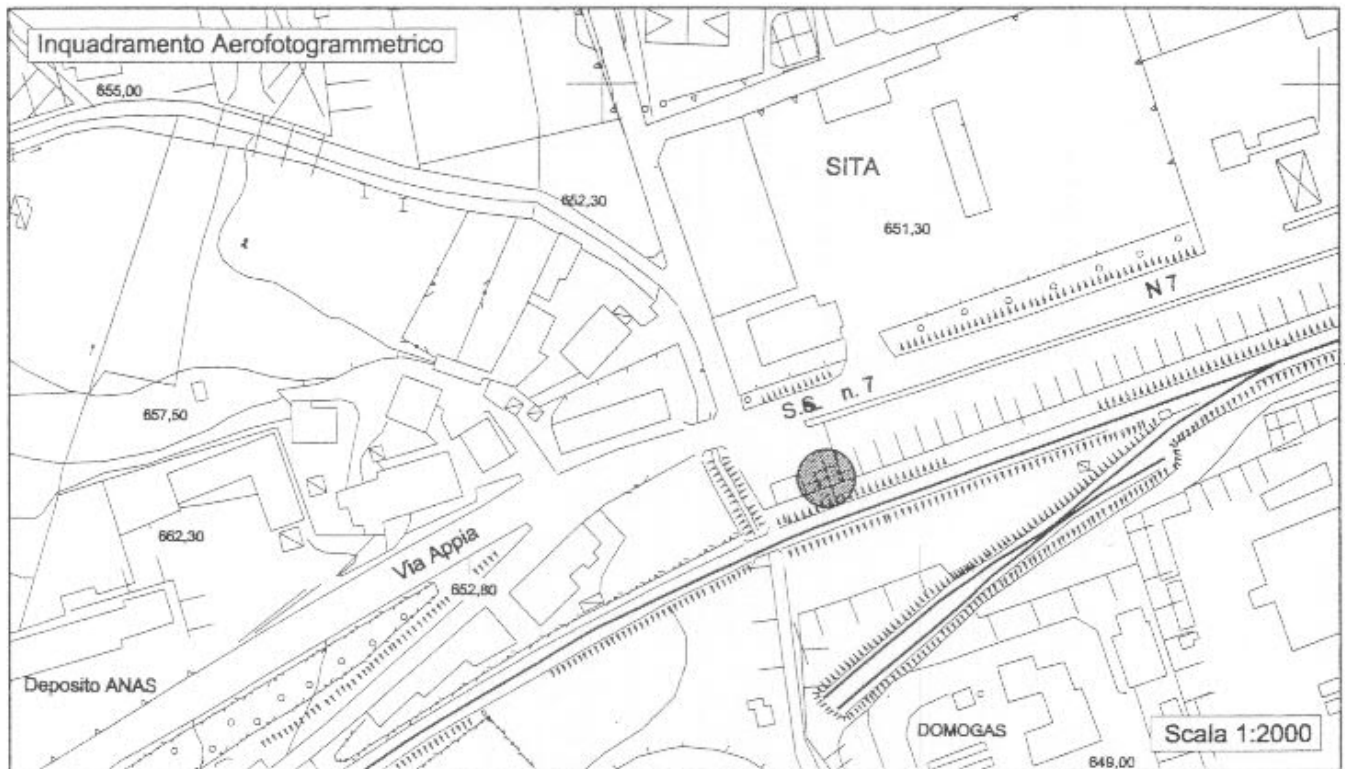 Inquadramento Aerofotogrammetrico
655,00
652,30
SITA
651,30
N 7
S.S. n. 7
657,50
662,30
Via Appia
652,80
Deposito ANAS
DOMOGAS
649,00
Scala 1:2000